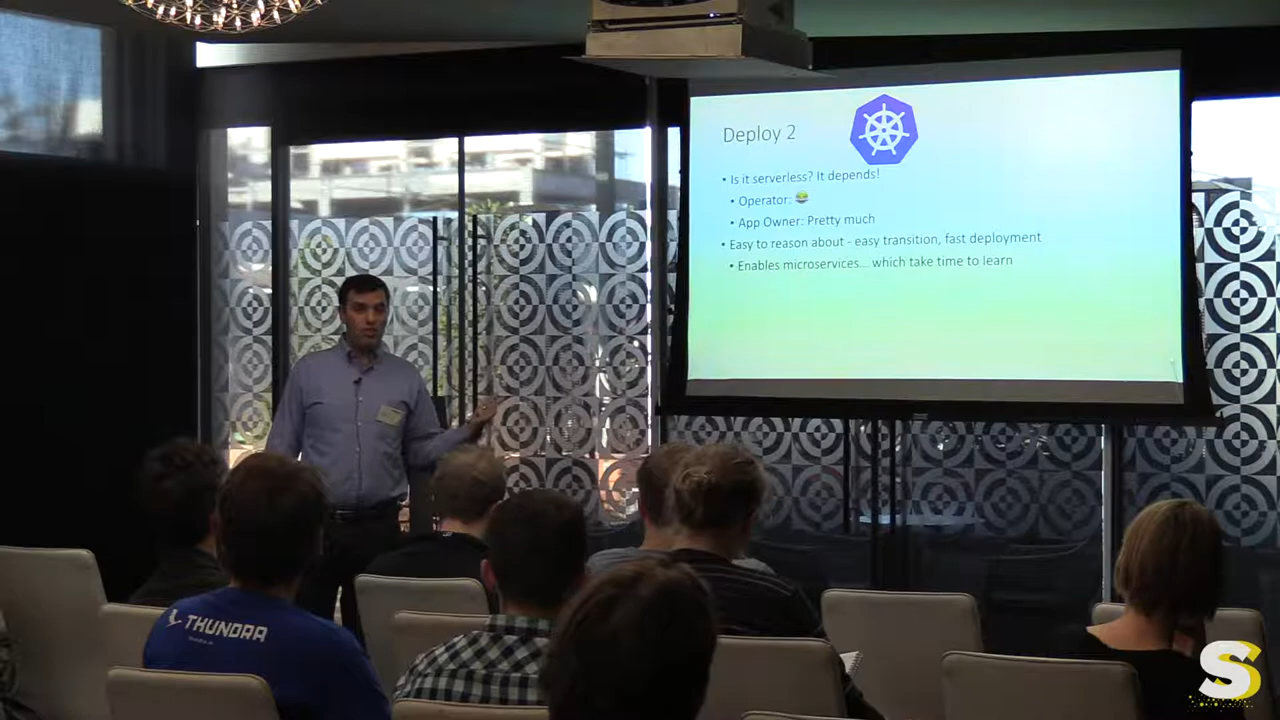 Deploy 2
• Is it serverless? It depends!
• Operator: 🍔
• App Owner: Pretty much
• Easy to reason about - easy transition, fast deployment
• Enables microservices... which take time to learn
THUNDRA
S